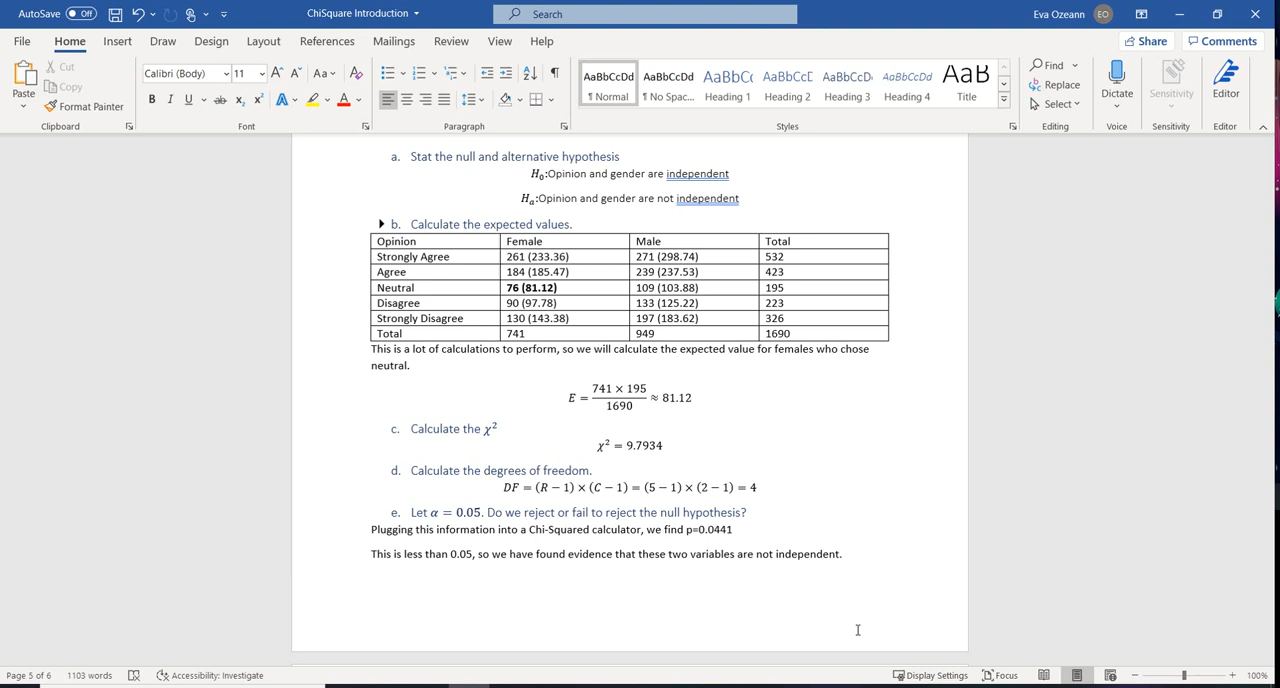 AutoSave Off ChiSquare Introduction Search Eva Ozeann EO
File Home Insert Draw Design Layout References Mailings Review View Help Share Comments
Paste Cut Copy Format Painter Clipboard
Calibri (Body) 11 Aa B I U ab x₂ x² A A Font
Paragraph
AaBbCcDd ¶ Normal AaBbCcDd ¶ No Spac... AaBbCc Heading 1 AaBbCcD Heading 2 AaBbCcDd Heading 3 AaBbCcDd Heading 4 AaB Title Styles
Find Replace Select Editing
Dictate Voice Sensitivity Sensitivity Editor Editor
a. Stat the null and alternative hypothesis
H₀:Opinion and gender are independent
Hₐ:Opinion and gender are not independent
b. Calculate the expected values.
Opinion Female Male Total
Strongly Agree 261 (233.36) 271 (298.74) 532
Agree 184 (185.47) 239 (237.53) 423
Neutral 76 (81.12) 109 (103.88) 195
Disagree 90 (97.78) 133 (125.22) 223
Strongly Disagree 130 (143.38) 197 (183.62) 326
Total 741 949 1690
This is a lot of calculations to perform, so we will calculate the expected value for females who chose
neutral.
E = 741 × 195 / 1690 ≈ 81.12
c. Calculate the χ²
χ² = 9.7934
d. Calculate the degrees of freedom.
DF = (R − 1) × (C − 1) = (5 − 1) × (2 − 1) = 4
e. Let α = 0.05. Do we reject or fail to reject the null hypothesis?
Plugging this information into a Chi-Squared calculator, we find p=0.0441
This is less than 0.05, so we have found evidence that these two variables are not independent.
Page 5 of 6 1103 words Accessibility: Investigate Display Settings Focus 100%